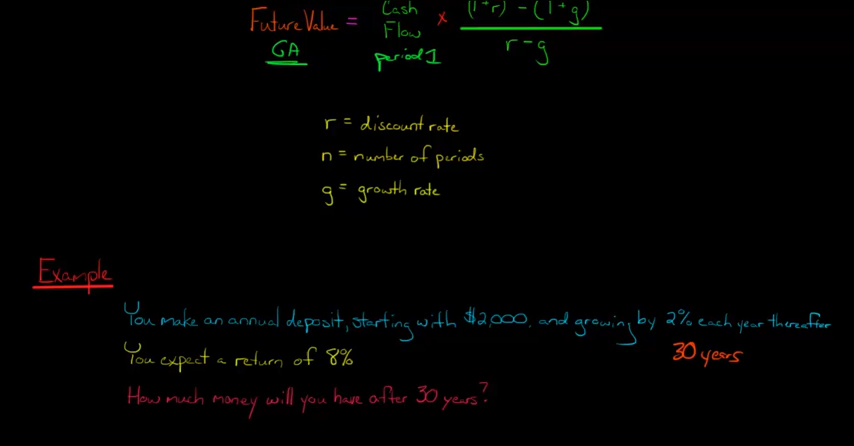 Future Value = Cash Flow period 1 × (1+r) - (1+g)
r-g
GA
r = discount rate
n = number of periods
g = growth rate
Example
You make an annual deposit, starting with $2,000, and growing by 2% each year thereafter
You expect a return of 8%
30 years
How much money will you have after 30 years?